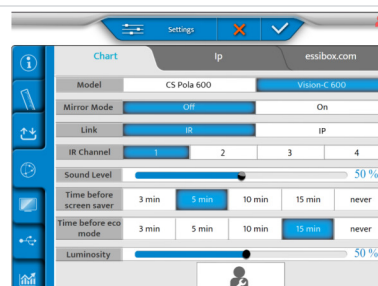 Settings
Chart Ip essibox.com
Model CS Pola 600 Vision-C 600
Mirror Mode Off On
Link IR IP
IR Channel 1 2 3 4
Sound Level 50 %
Time before screen saver 3 min 5 min 10 min 15 min never
Time before eco mode 3 min 5 min 10 min 15 min never
Luminosity 50 %